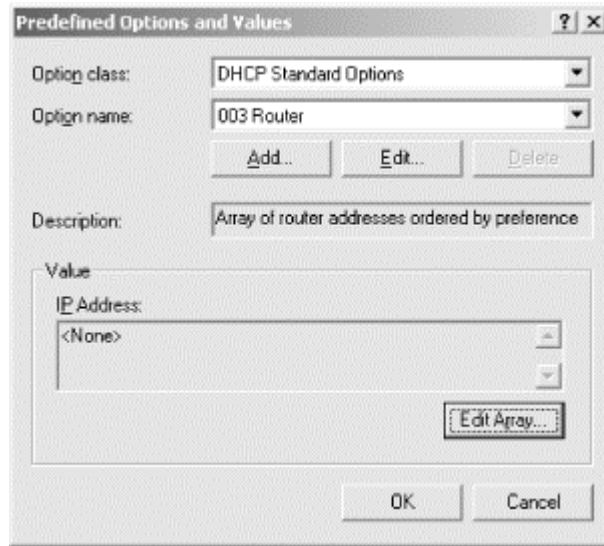 Predefined Options and Values ? ×
Option class: DHCP Standard Options
Option name: 003 Router
Add... Edit... Delete
Description: Array of router addresses ordered by preference
Value
IP Address:
<None>
Edit Array...
OK Cancel